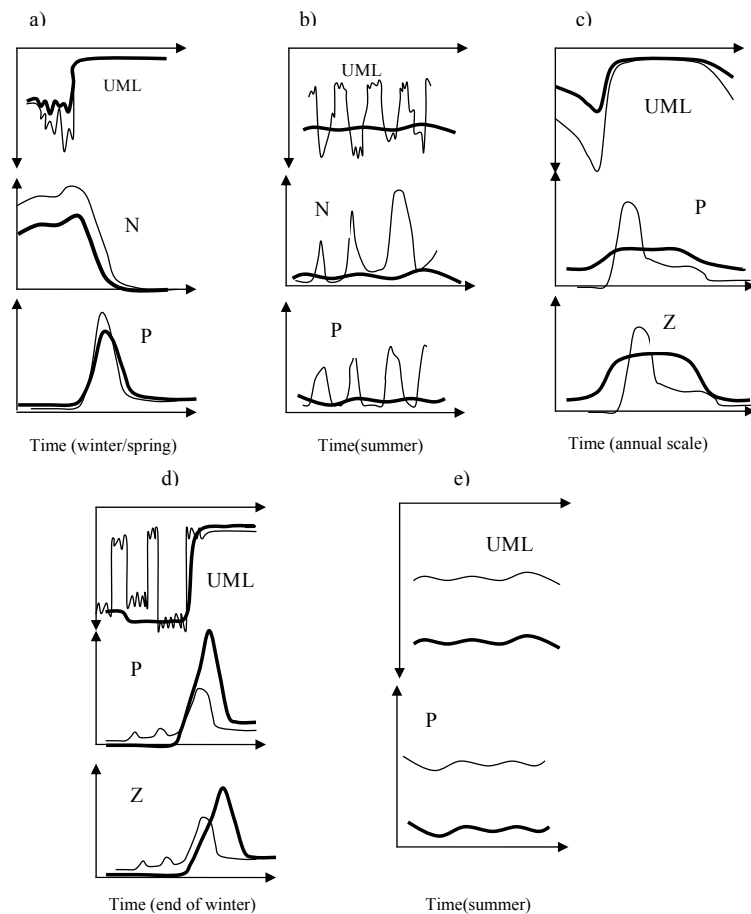 a)
UML
N
P
Time (winter/spring)
b)
UML
N
P
Time(summer)
c)
UML
P
Z
Time (annual scale)
d)
UML
P
Z
Time (end of winter)
e)
UML
P
Time(summer)